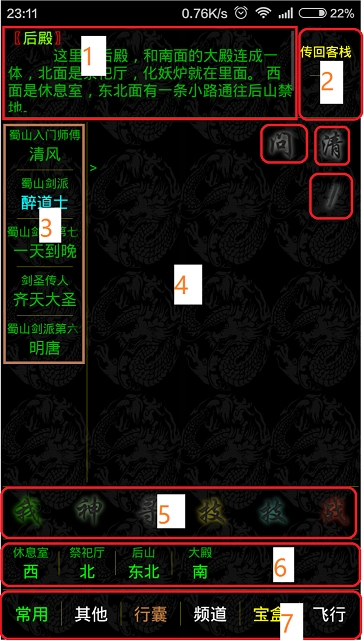 23:11 0.76K/s 22%
〖后殿〗
这里 后殿，和南面的大殿连成一
体，北面是祭祀厅，化妖炉就在里面。西
面是休息室，东北面有一条小路通往后山禁
地。
1
传回客栈
2
蜀山入门师傅
清风
蜀山剑派
醉道士
蜀山剑 第七
一天到晚
剑圣传人
齐天大圣
蜀山剑派第六
明唐
3
>
问 清
4
我 神 寻 技 技 战
5
休息室 祭祀厅 后山 大殿
西 北 东北 南
6
常用 其他 行囊 频道 宝盒 飞行
7